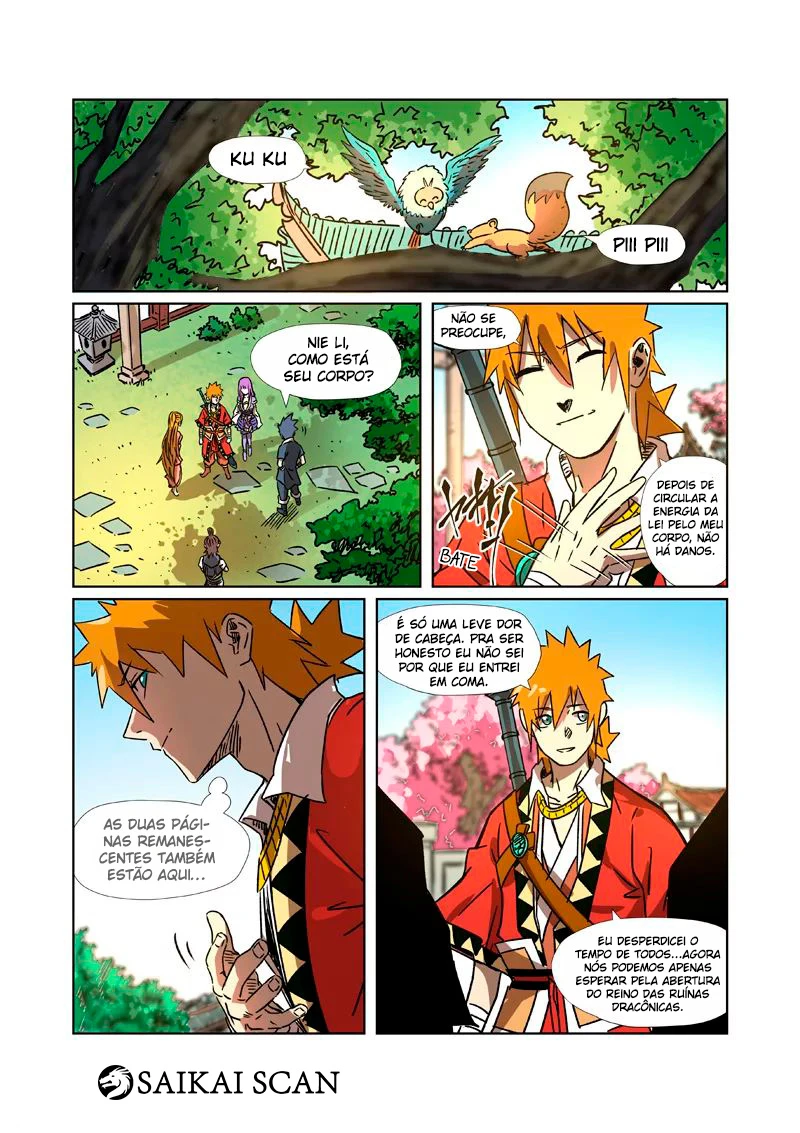 KU KU
PIII PIII
NIE LI,
COMO ESTÁ
SEU CORPO?
NÃO SE
PREOCUPE,
DEPOIS DE
CIRCULAR A
ENERGIA DA
LEI PELO MEU
CORPO, NÃO
HÁ DANOS.
BATE
AS DUAS PÁGI-
NAS REMANES-
CENTES TAMBÉM
ESTÃO AQUI...
É SÓ UMA LEVE DOR
DE CABEÇA. PRA SER
HONESTO EU NÃO SEI
POR QUE EU ENTREI
EM COMA.
EU DESPERDICEI O
TEMPO DE TODOS...AGORA
NÓS PODEMOS APENAS
ESPERAR PELA ABERTURA
DO REINO DAS RUÍNAS
DRACÔNICAS.
SAIKAI SCAN